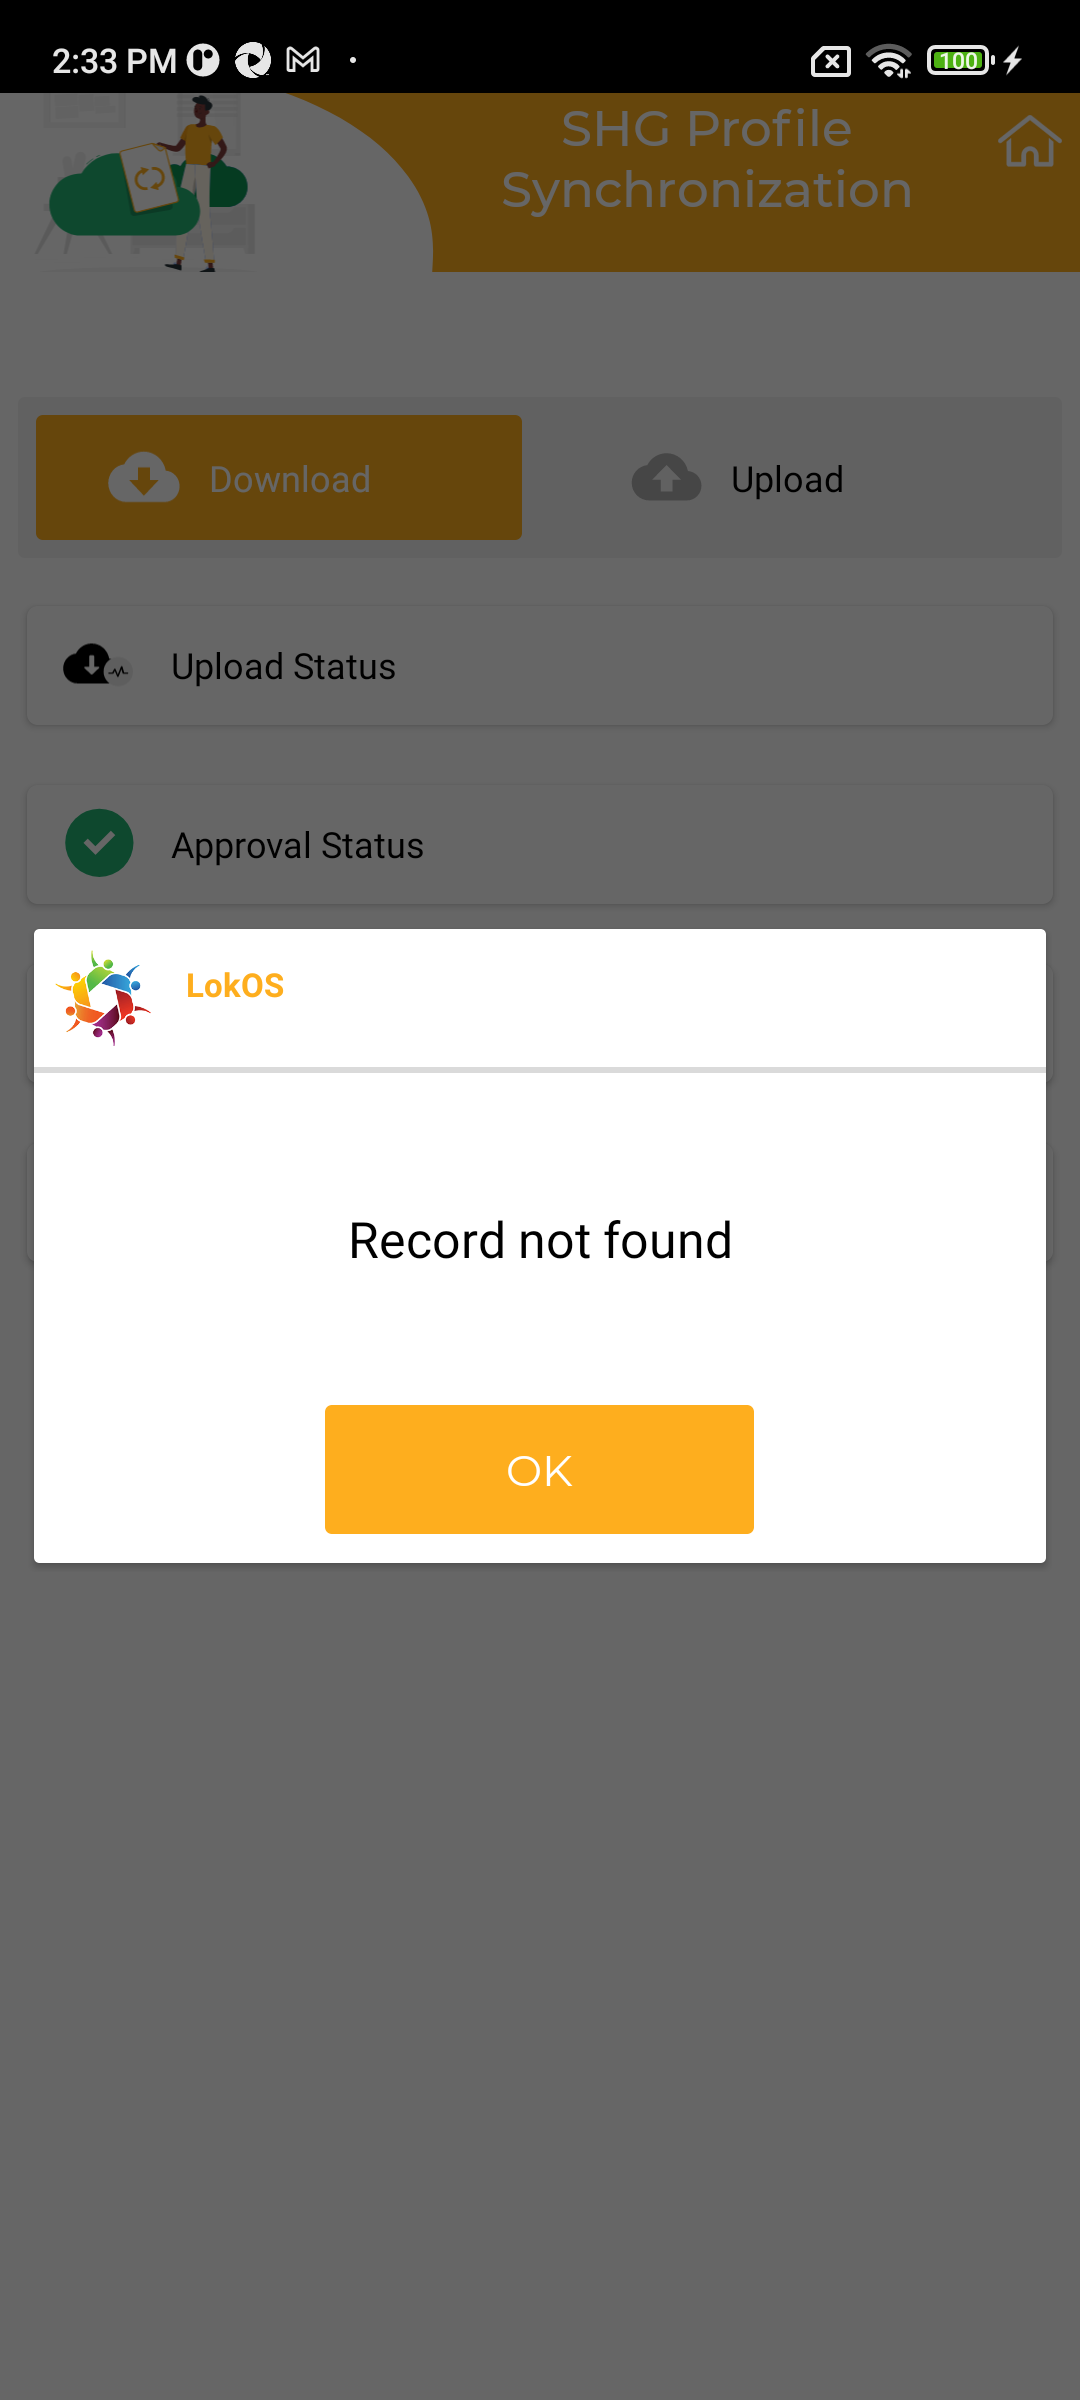 2:33 PM
100
SHG Profile
Synchronization
Download
Upload
Upload Status
Approval Status
LokOS
Record not found
OK